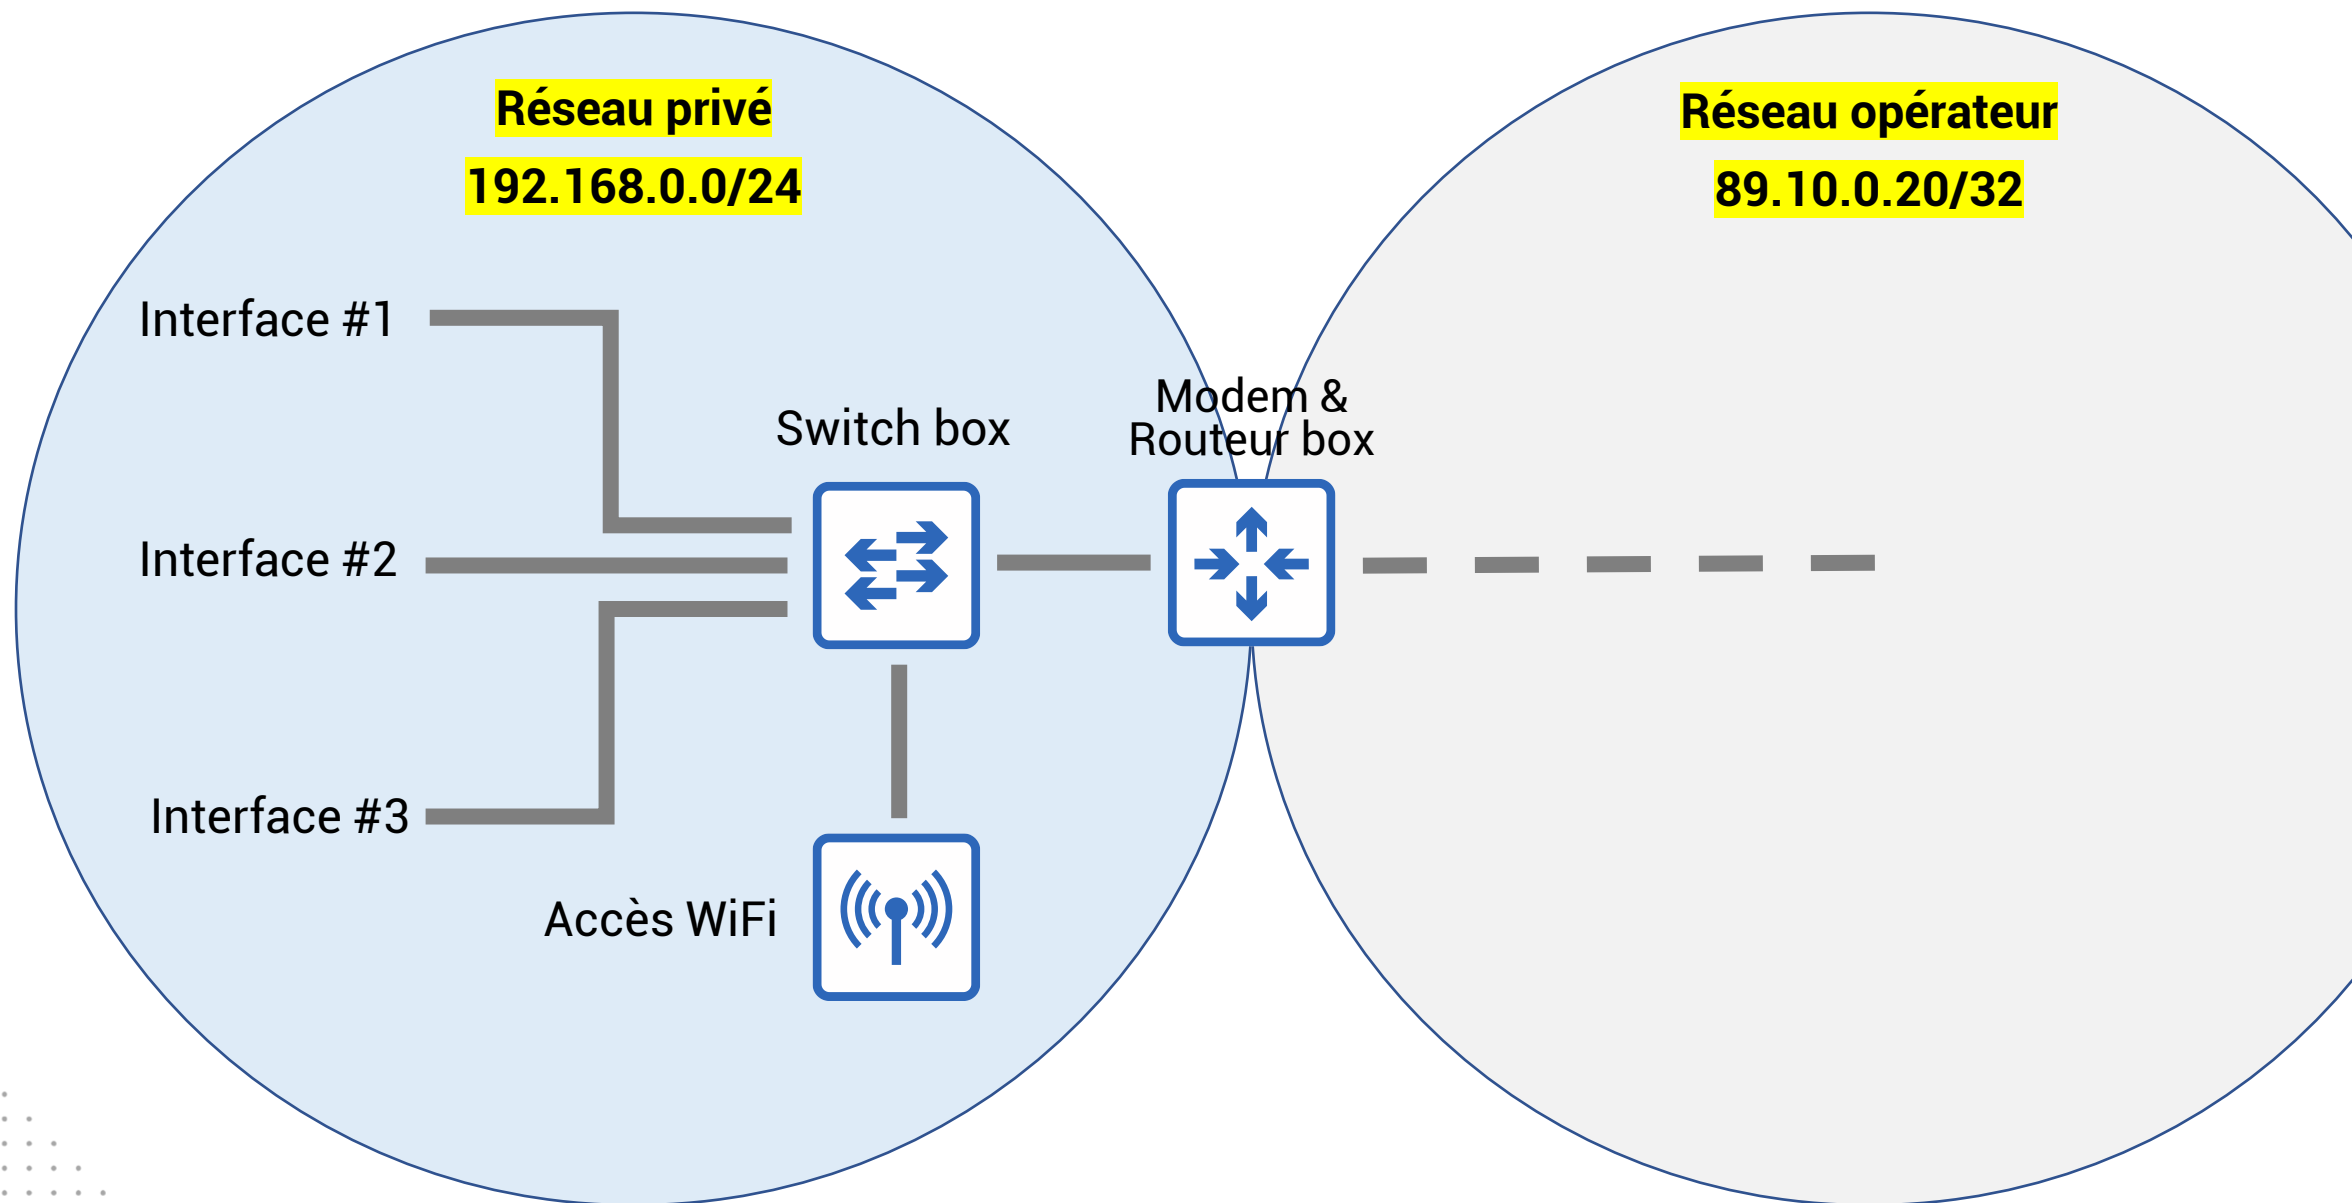 Réseau privé
192.168.0.0/24
Réseau opérateur
89.10.0.20/32
Interface #1
Switch box
Modem &
Routeur box
Interface #2
Interface #3
Accès WiFi